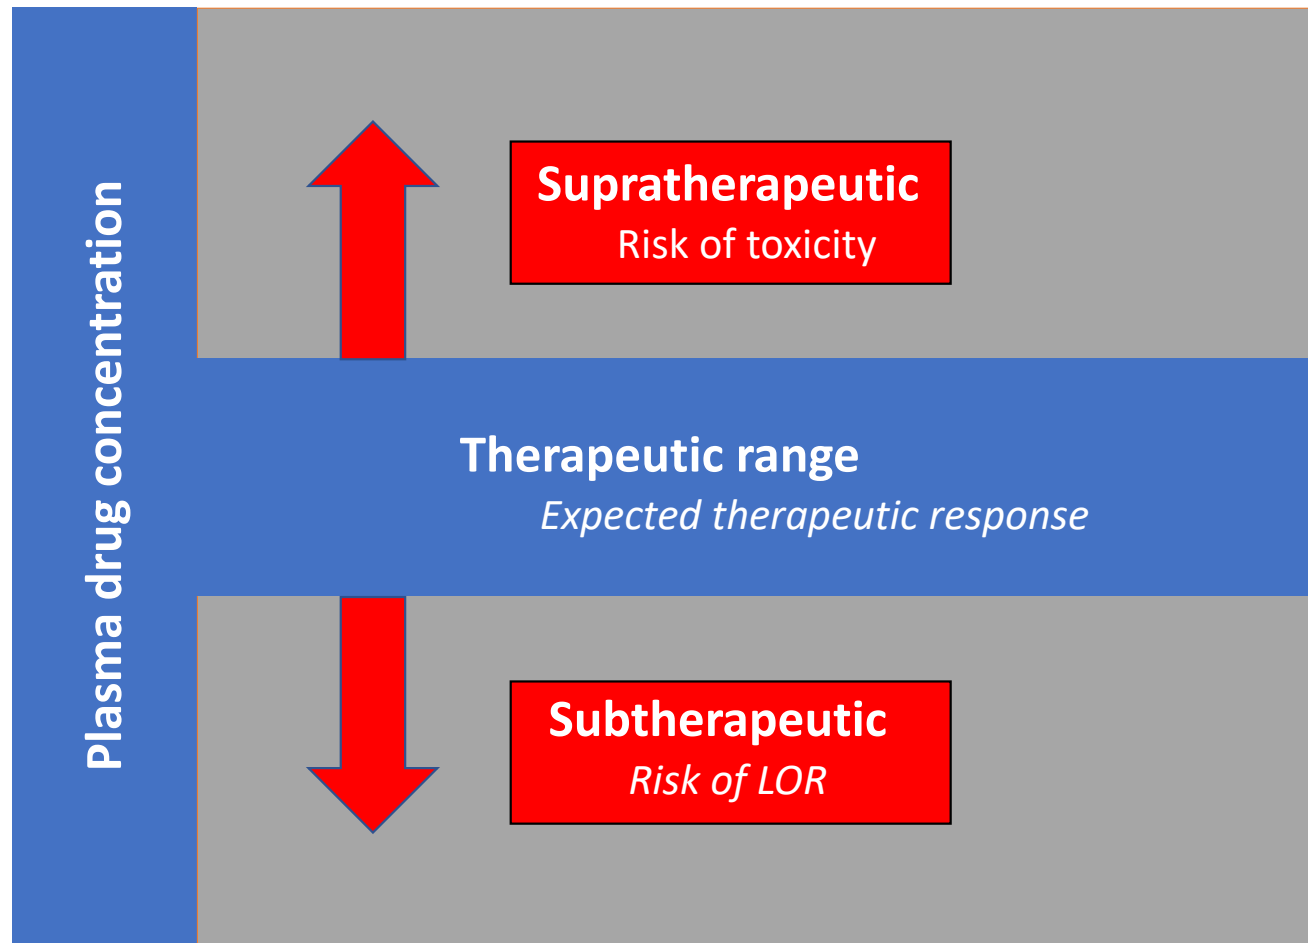 Plasma drug concentration
Supratherapeutic
Risk of toxicity
Therapeutic range
Expected therapeutic response
Subtherapeutic
Risk of LOR